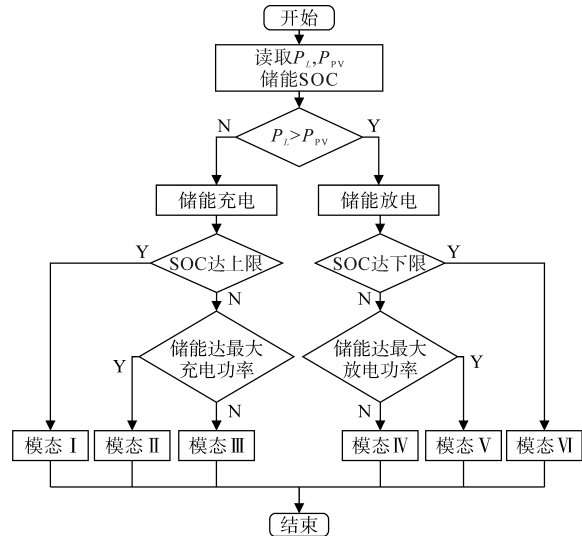 开始
读取P_L,P_PV
储能SOC
N
P_L>P_PV
Y
储能充电
储能放电
Y
SOC达上限
SOC达下限
Y
N
N
Y
储能达最大
充电功率
储能达最大
放电功率
Y
N
N
模态Ⅰ
模态Ⅱ
模态Ⅲ
模态Ⅳ
模态Ⅴ
模态Ⅵ
结束